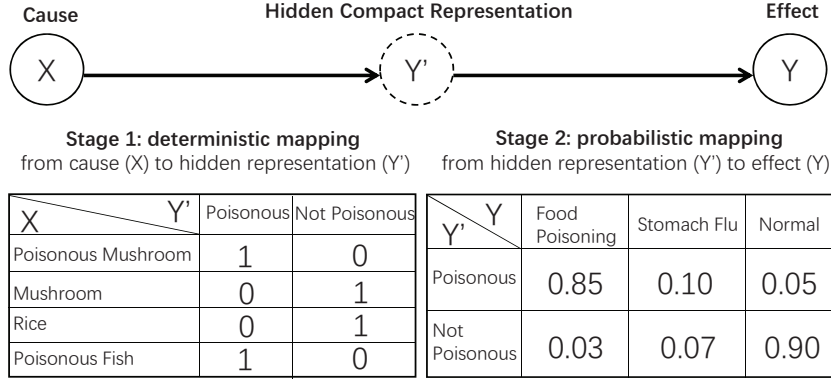 Cause Hidden Compact Representation Effect
X Y' Y
Stage 1: deterministic mapping
from cause (X) to hidden representation (Y')
Stage 2: probabilistic mapping
from hidden representation (Y') to effect (Y)
X Y' Poisonous Not Poisonous
Poisonous Mushroom 1 0
Mushroom 0 1
Rice 0 1
Poisonous Fish 1 0
Y' Y Food Poisoning Stomach Flu Normal
Poisonous 0.85 0.10 0.05
Not Poisonous 0.03 0.07 0.90